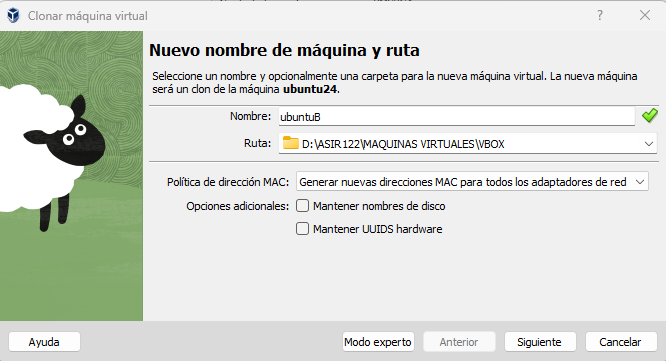 Clonar máquina virtual
Nuevo nombre de máquina y ruta
Seleccione un nombre y opcionalmente una carpeta para la nueva máquina virtual. La nueva máquina
será un clon de la máquina ubuntu24.
Nombre: ubuntuB
Ruta: D:\ASIR122\MAQUINAS VIRTUALES\VBOX
Política de dirección MAC: Generar nuevas direcciones MAC para todos los adaptadores de red
Opciones adicionales: Mantener nombres de disco
Mantener UUIDS hardware
Ayuda Modo experto Anterior Siguiente Cancelar